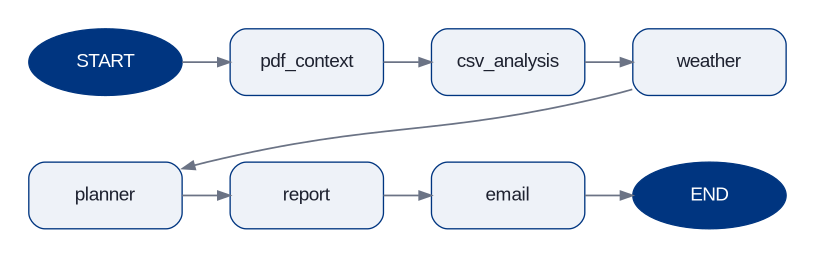 START
pdf_context
csv_analysis
weather
planner
report
email
END